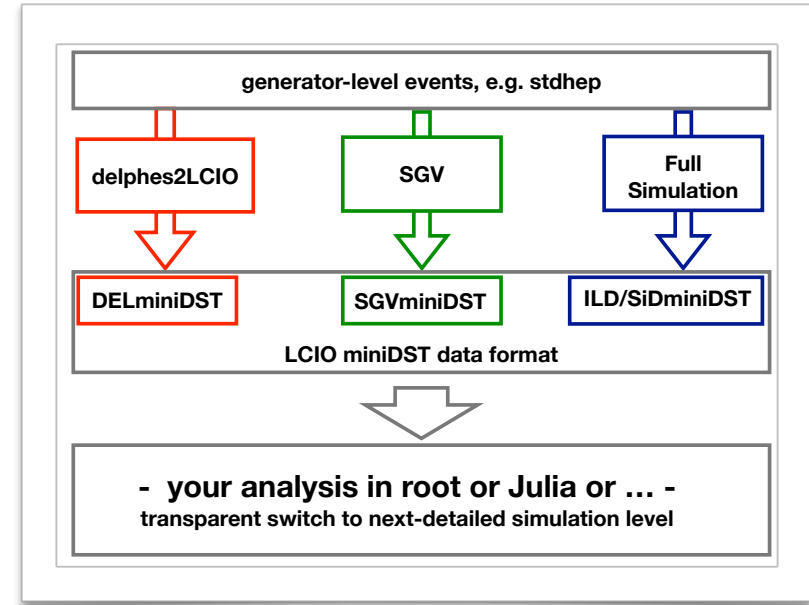 generator-level events, e.g. stdhep
delphes2LCIO
SGV
Full
Simulation
DELminiDST
SGVminiDST
ILD/SiDminiDST
LCIO miniDST data format
- your analysis in root or Julia or … -
transparent switch to next-detailed simulation level